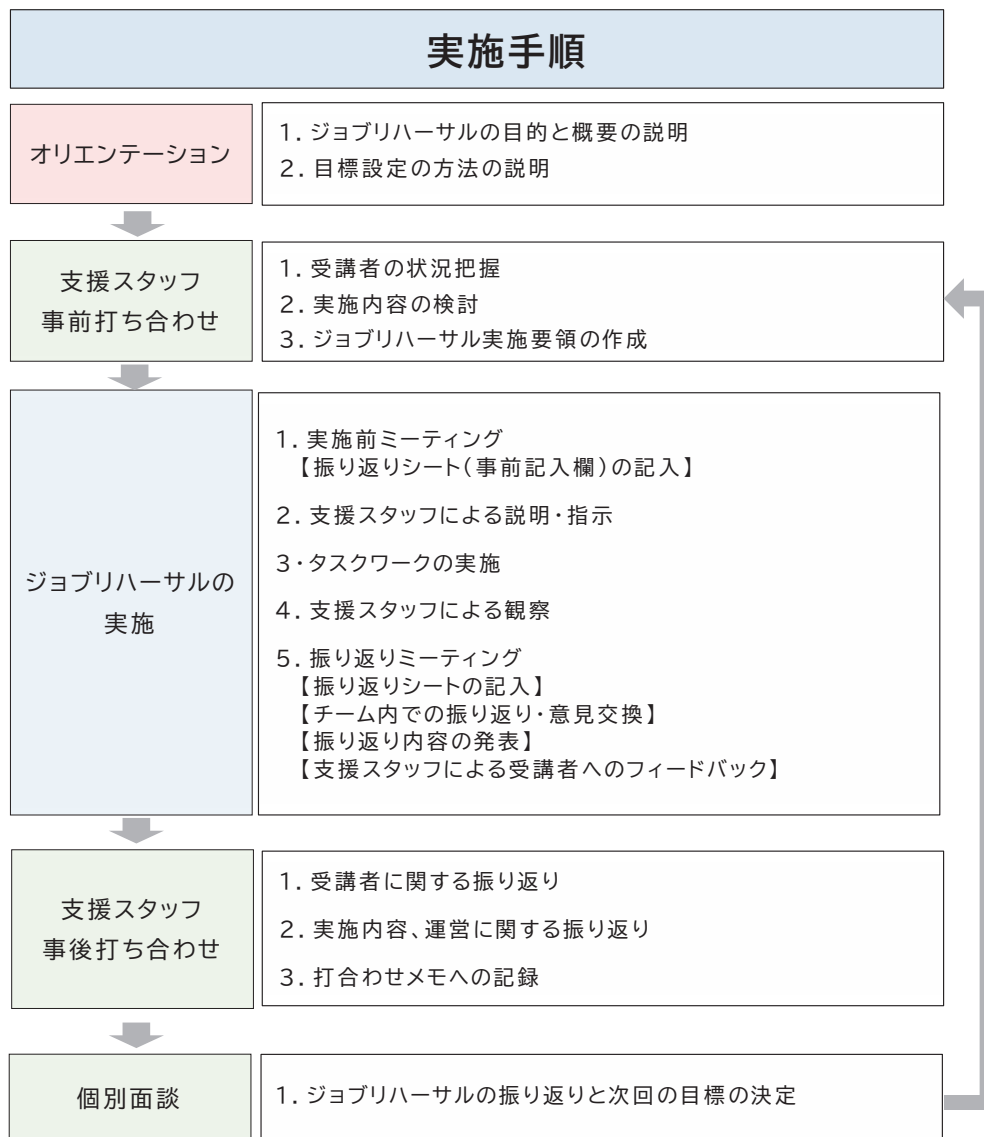 実施手順
オリエンテーション
1. ジョブリハーサルの目的と概要の説明
2. 目標設定の方法の説明
支援スタッフ
事前打ち合わせ
1. 受講者の状況把握
2. 実施内容の検討
3. ジョブリハーサル実施要領の作成
ジョブリハーサルの
実施
1. 実施前ミーティング
【振り返りシート(事前記入欄)の記入】
2. 支援スタッフによる説明・指示
3・タスクワークの実施
4. 支援スタッフによる観察
5. 振り返りミーティング
【振り返りシートの記入】
【チーム内での振り返り・意見交換】
【振り返り内容の発表】
【支援スタッフによる受講者へのフィードバック】
支援スタッフ
事後打ち合わせ
1. 受講者に関する振り返り
2. 実施内容、運営に関する振り返り
3. 打合わせメモへの記録
個別面談
1. ジョブリハーサルの振り返りと次回の目標の決定